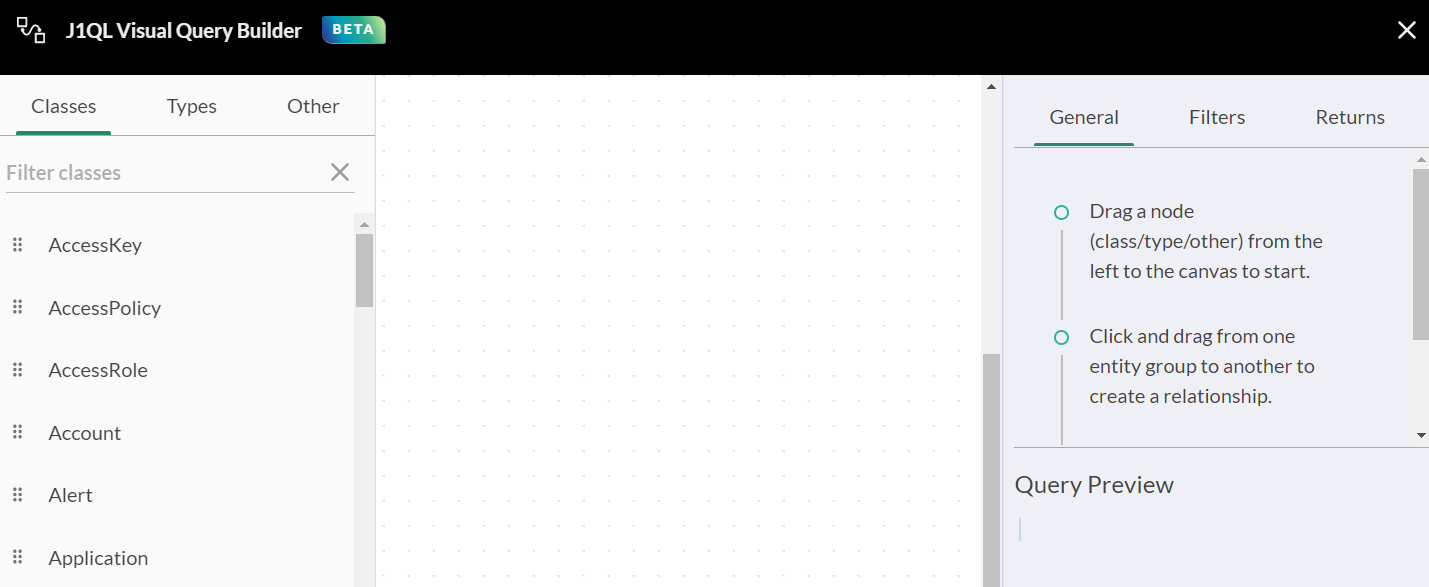 J1QL Visual Query Builder BETA
Classes Types Other
Filter classes
AccessKey
AccessPolicy
AccessRole
Account
Alert
Application
General Filters Returns
Drag a node
(class/type/other) from the
left to the canvas to start.
Click and drag from one
entity group to another to
create a relationship.
Query Preview